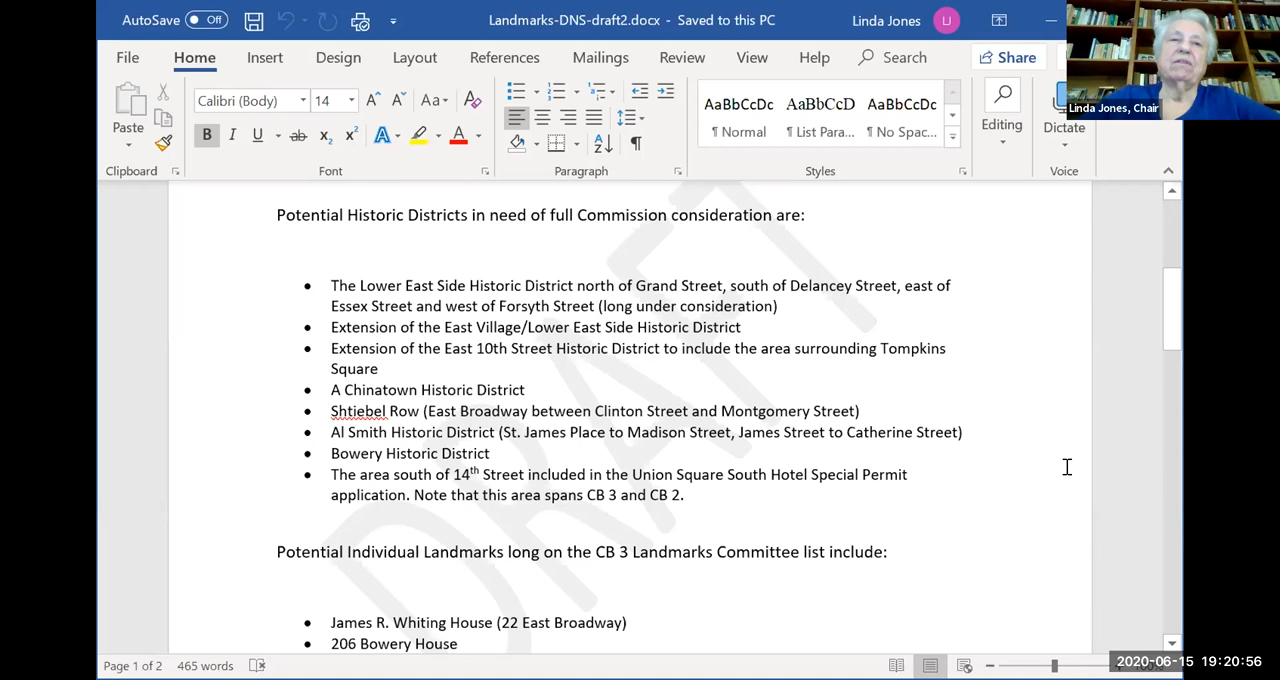 AutoSave Off Landmarks-DNS-draft2.docx - Saved to this PC Linda Jones LJ
File Home Insert Design Layout References Mailings Review View Help Search Share
Linda Jones, Chair
Calibri (Body) 14 Aa
Paste
B I U ab x2 x2 A A
AaBbCcDc AaBbCcD AaBbCcDc
¶ Normal ¶ List Para... ¶ No Spac...
Editing
Dictate
Clipboard Font Paragraph Styles Voice
DRAFT
Potential Historic Districts in need of full Commission consideration are:
• The Lower East Side Historic District north of Grand Street, south of Delancey Street, east of
Essex Street and west of Forsyth Street (long under consideration)
• Extension of the East Village/Lower East Side Historic District
• Extension of the East 10th Street Historic District to include the area surrounding Tompkins
Square
• A Chinatown Historic District
• Shtiebel Row (East Broadway between Clinton Street and Montgomery Street)
• Al Smith Historic District (St. James Place to Madison Street, James Street to Catherine Street)
• Bowery Historic District
• The area south of 14th Street included in the Union Square South Hotel Special Permit
application. Note that this area spans CB 3 and CB 2.
Potential Individual Landmarks long on the CB 3 Landmarks Committee list include:
• James R. Whiting House (22 East Broadway)
• 206 Bowery House
Page 1 of 2 465 words
2020-06-15 19:20:56